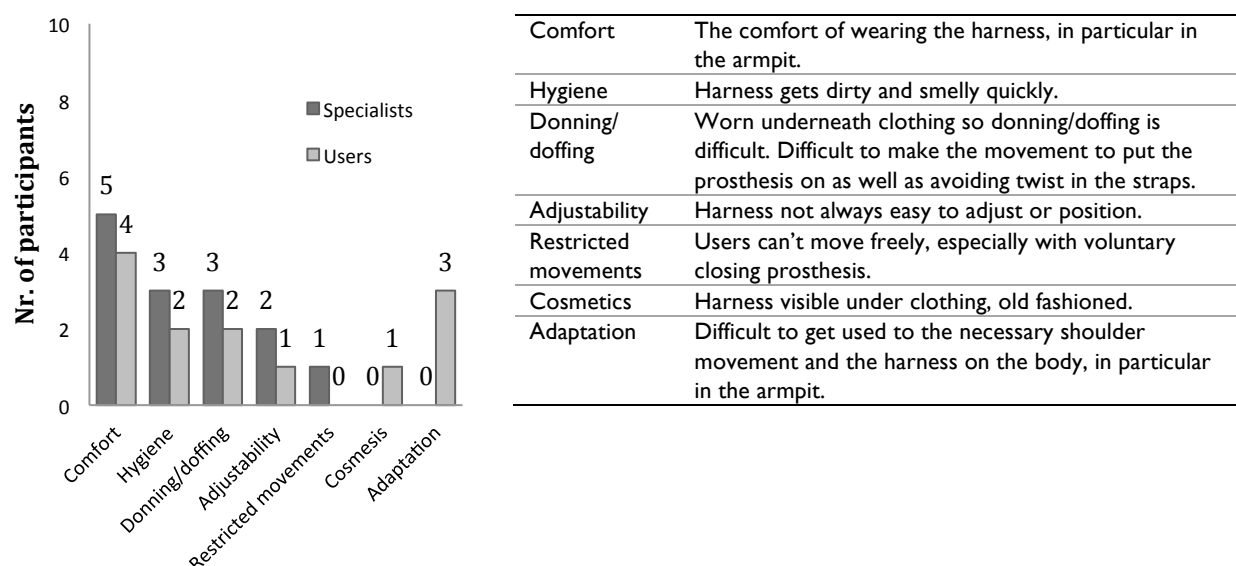 10
8
6
4
2
0
Nr. of participants
Specialists
Users
5
4
3
2
3
2
2
1
1
0
0
1
0
3
Comfort
Hygiene
Donning/doffing
Adjustability
Restricted movements
Cosmesis
Adaptation
Comfort The comfort of wearing the harness, in particular in
the armpit.
Hygiene Harness gets dirty and smelly quickly.
Donning/ Worn underneath clothing so donning/doffing is
doffing difficult. Difficult to make the movement to put the
prosthesis on as well as avoiding twist in the straps.
Adjustability Harness not always easy to adjust or position.
Restricted Users can’t move freely, especially with voluntary
movements closing prosthesis.
Cosmetics Harness visible under clothing, old fashioned.
Adaptation Difficult to get used to the necessary shoulder
movement and the harness on the body, in particular
in the armpit.